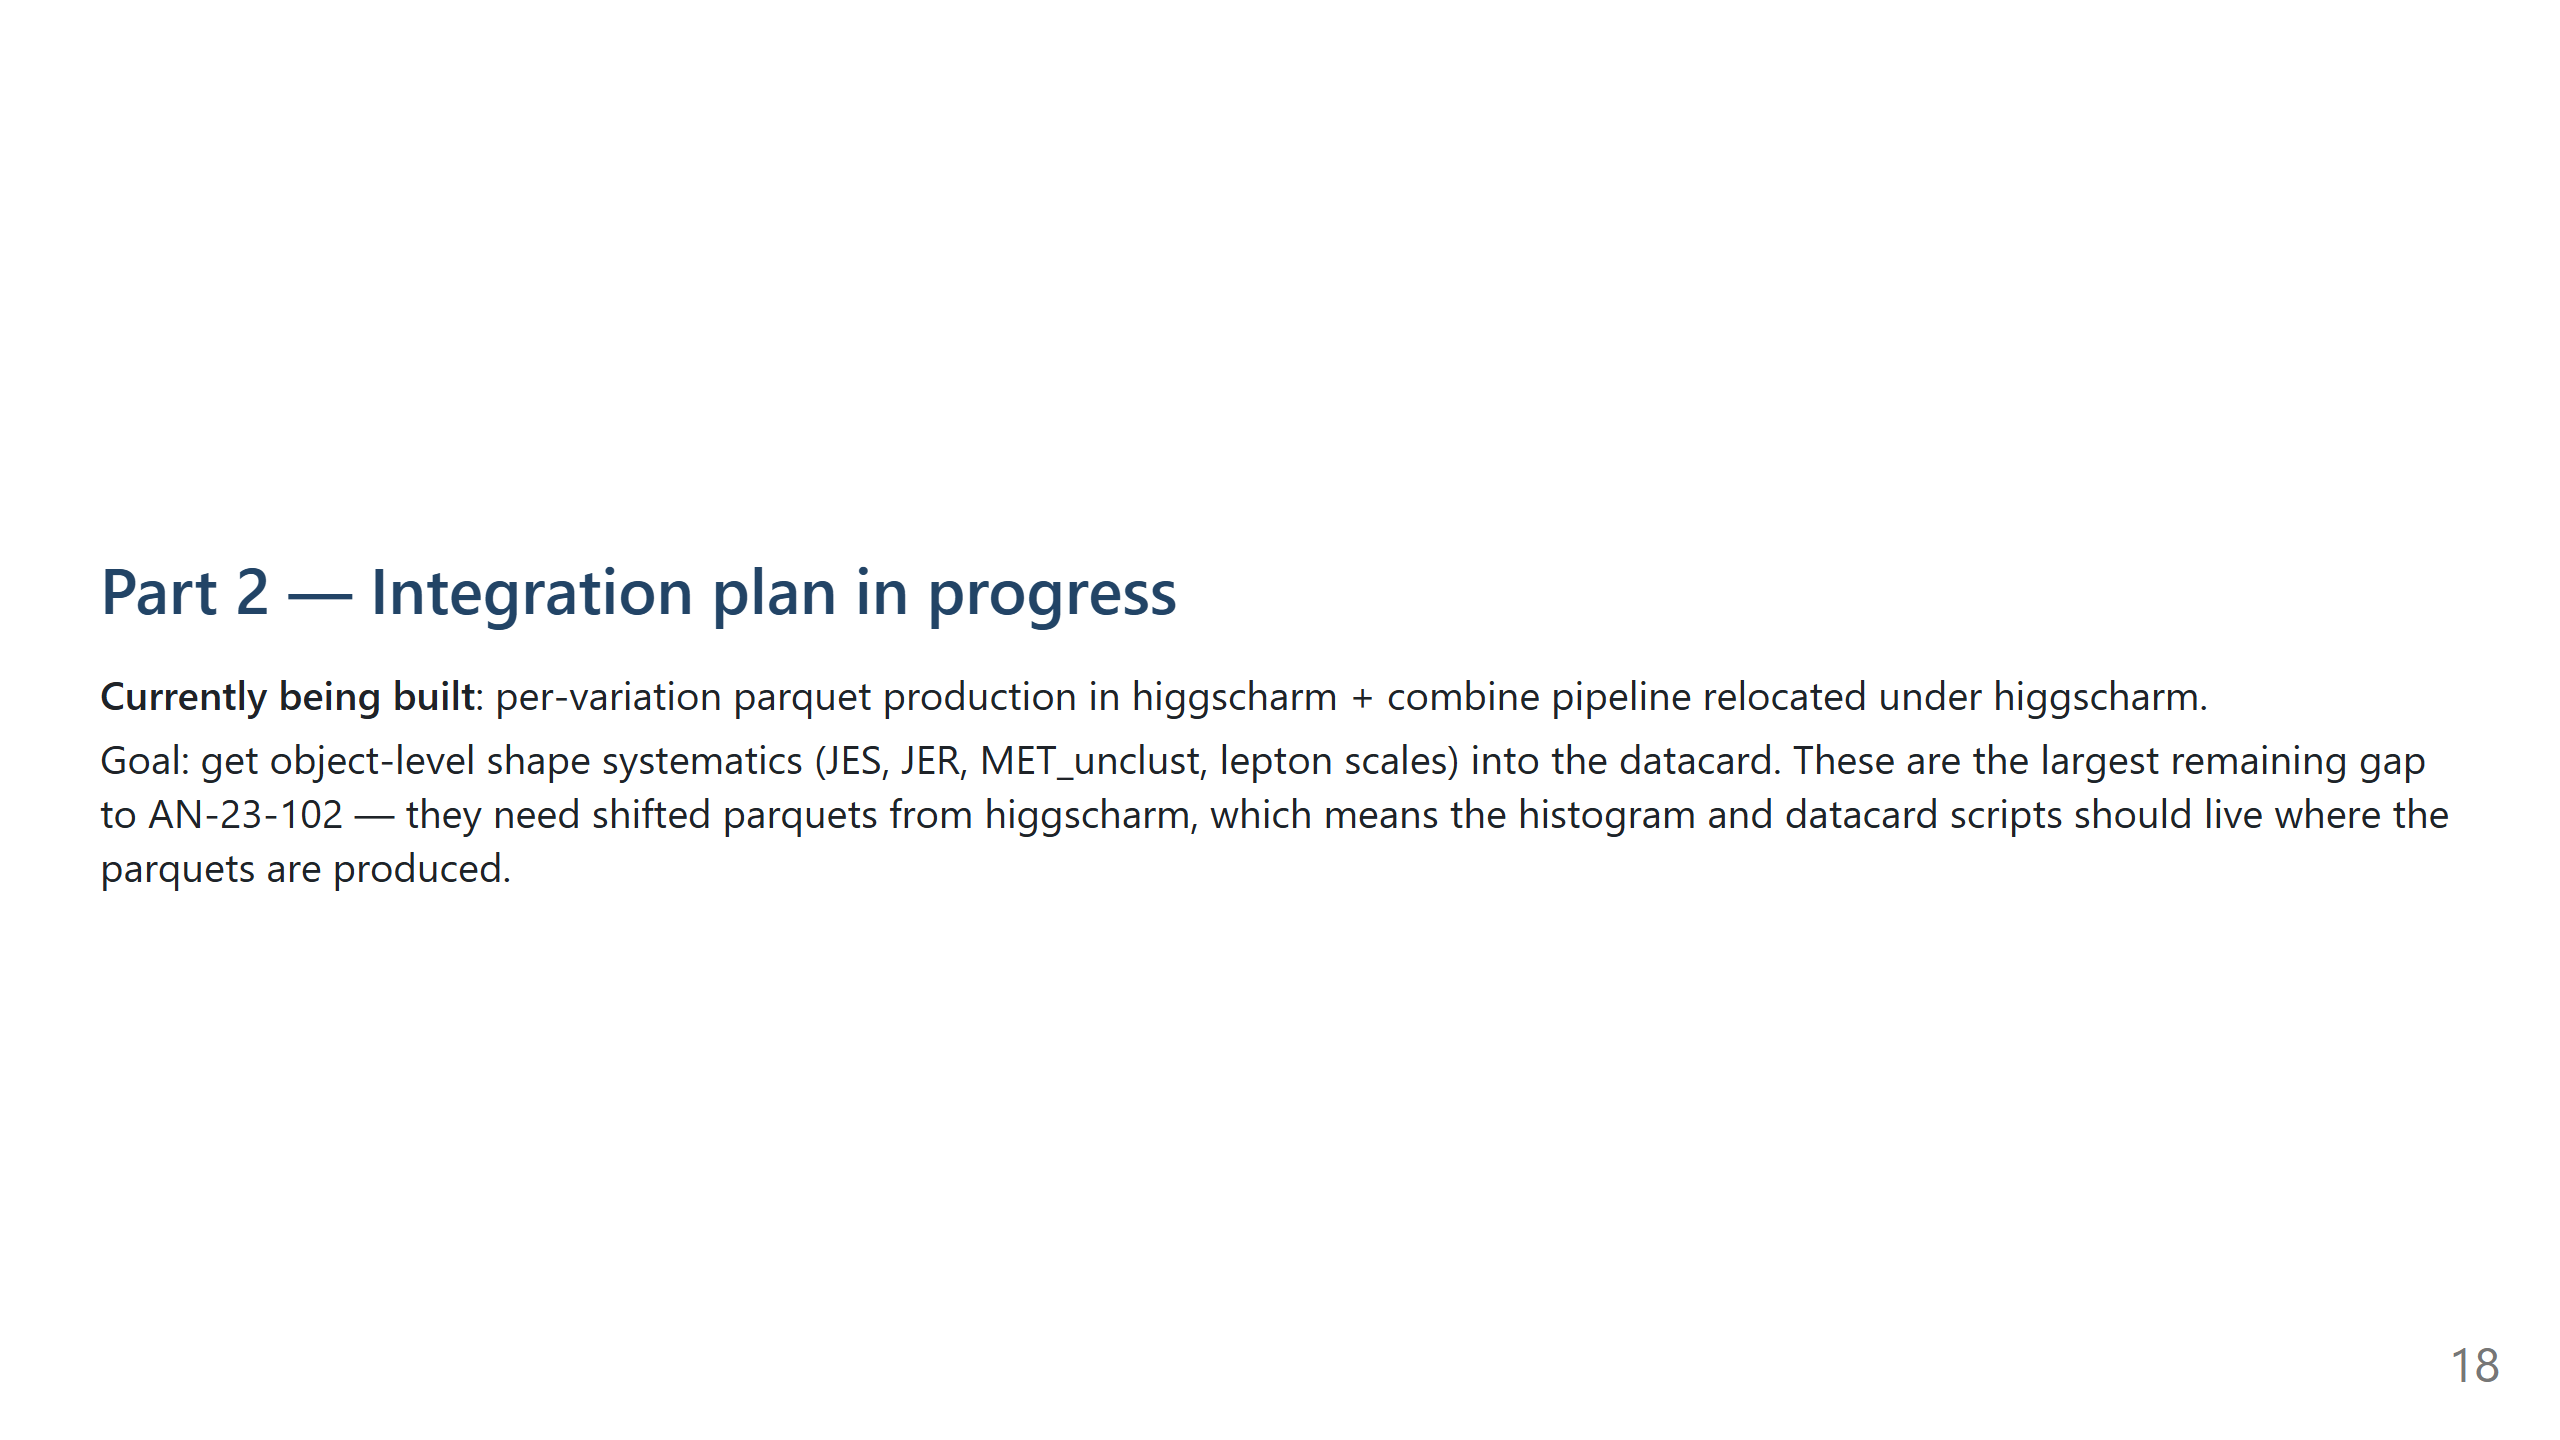 Part 2 — Integration plan in progress
Currently being built: per-variation parquet production in higgscharm + combine pipeline relocated under higgscharm.
Goal: get object-level shape systematics (JES, JER, MET_unclust, lepton scales) into the datacard. These are the largest remaining gap
to AN-23-102 — they need shifted parquets from higgscharm, which means the histogram and datacard scripts should live where the
parquets are produced.
18